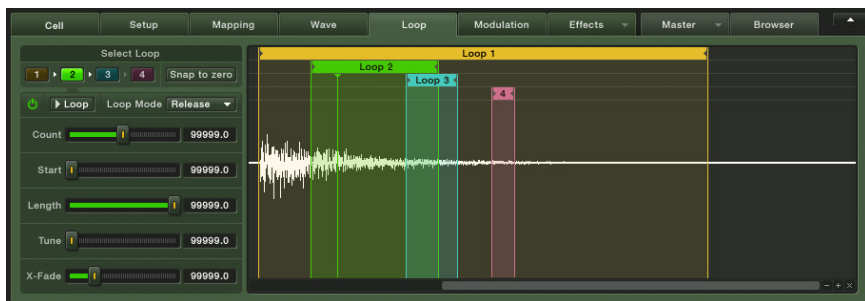 Cell Setup Mapping Wave Loop Modulation Effects Master Browser
Select Loop
1 2 3 4 Snap to zero
Loop Loop Mode Release
Count 99999.0
Start 99999.0
Length 99999.0
Tune 99999.0
X-Fade 99999.0
Loop 1
Loop 2
Loop 3
4